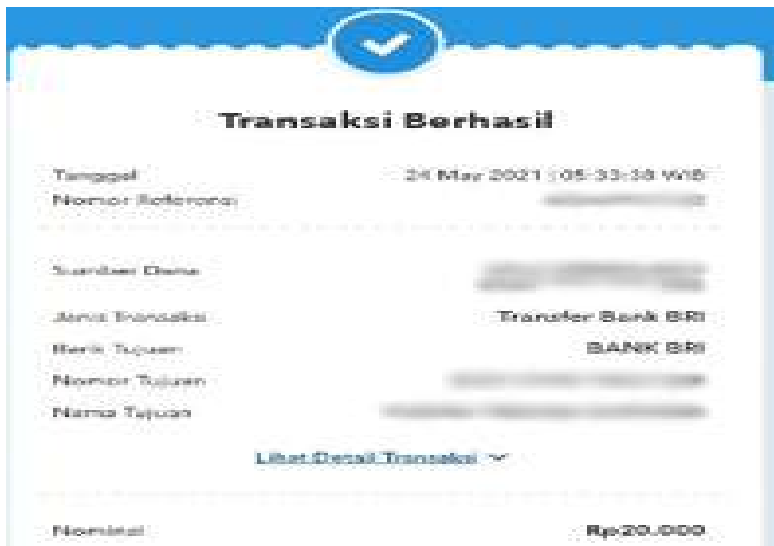 Transaksi Berhasil
Tanggal 24 May 2021 | 05:33:38 WIB
Nomor Referensi
Sumber Dana
Jenis Transaksi Transfer Bank BRI
Bank Tujuan BANK BRI
Nomor Tujuan
Nama Tujuan
Lihat Detail Transaksi
Nominal Rp20.000